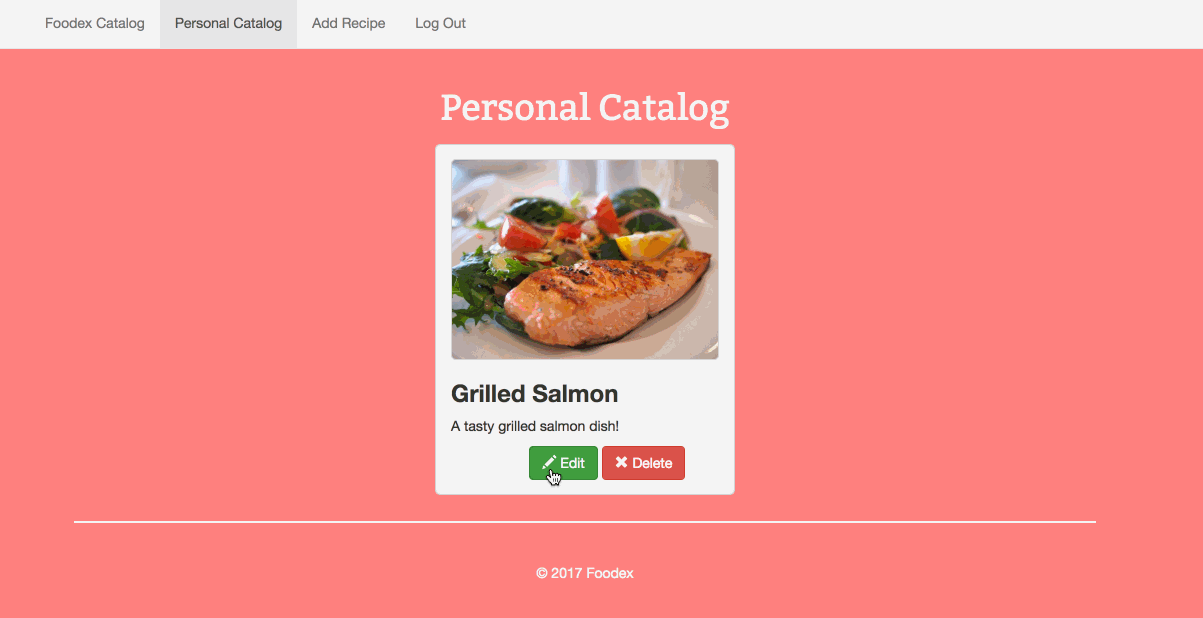 Foodex Catalog Personal Catalog Add Recipe Log Out
Personal Catalog
Grilled Salmon
A tasty grilled salmon dish!
Edit Delete
© 2017 Foodex